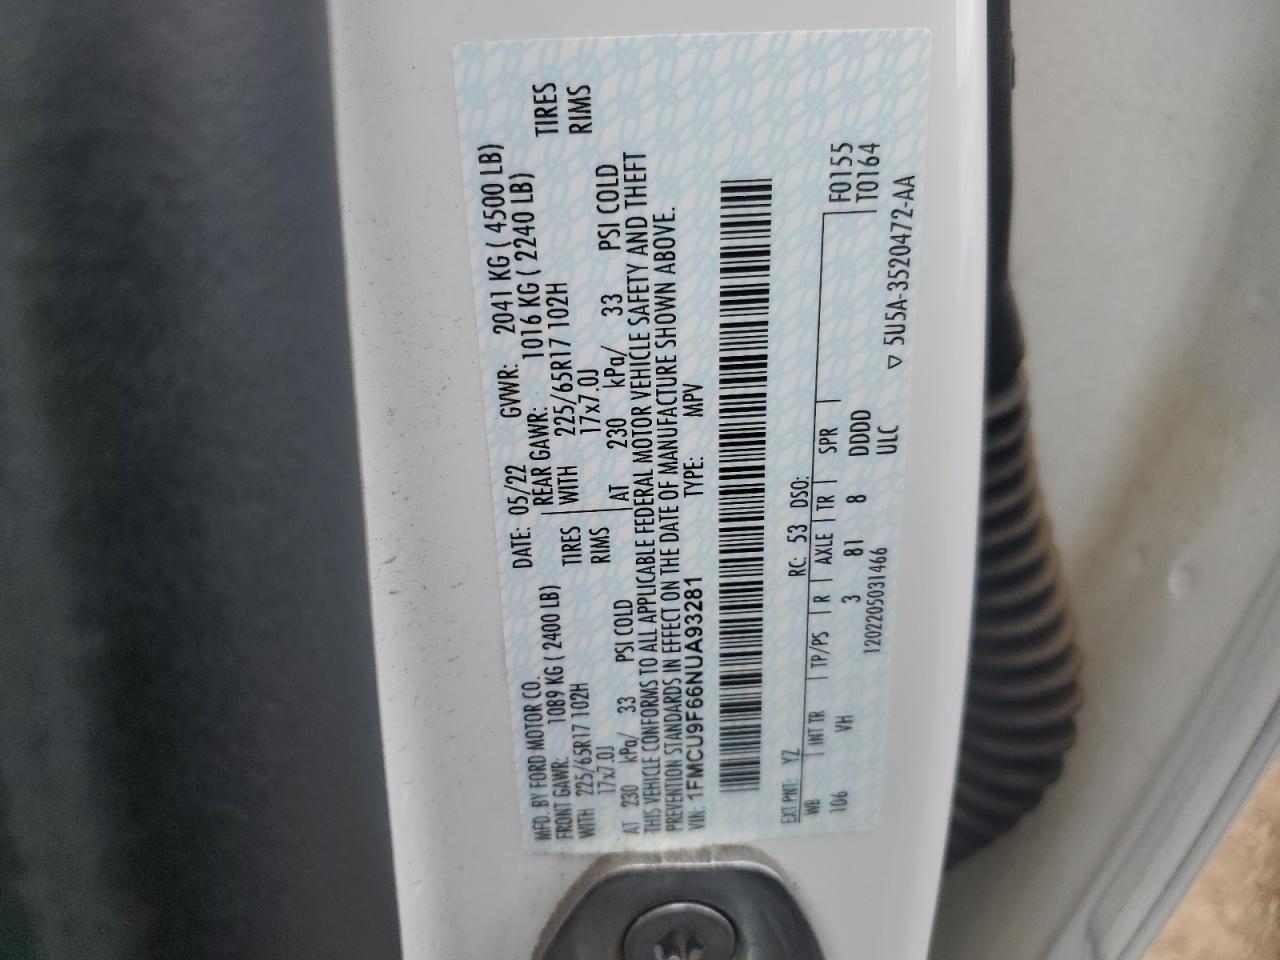 MFD. BY FORD MOTOR CO. DATE: 05/22 GVWR: 2041 KG ( 4500 LB)
FRONT GAWR: 1089 KG ( 2400 LB) REAR GAWR: 1016 KG ( 2240 LB)
WITH 225/65R17 102H TIRES WITH 225/65R17 102H TIRES
17x7.0J RIMS 17x7.0J RIMS
AT 230 kPa/ 33 PSI COLD AT 230 kPa/ 33 PSI COLD
THIS VEHICLE CONFORMS TO ALL APPLICABLE FEDERAL MOTOR VEHICLE SAFETY AND THEFT
PREVENTION STANDARDS IN EFFECT ON THE DATE OF MANUFACTURE SHOWN ABOVE.
VIN: 1FMCU9F66NUA93281 TYPE: MPV
EXT PNT: YZ RC: 53 DSO:
WB INT TR TP/PS R AXLE TR SPR F0155
106 VH 3 81 8 DDDD T0164
ULC
1202205031466
▽ 5U5A-3520472-AA